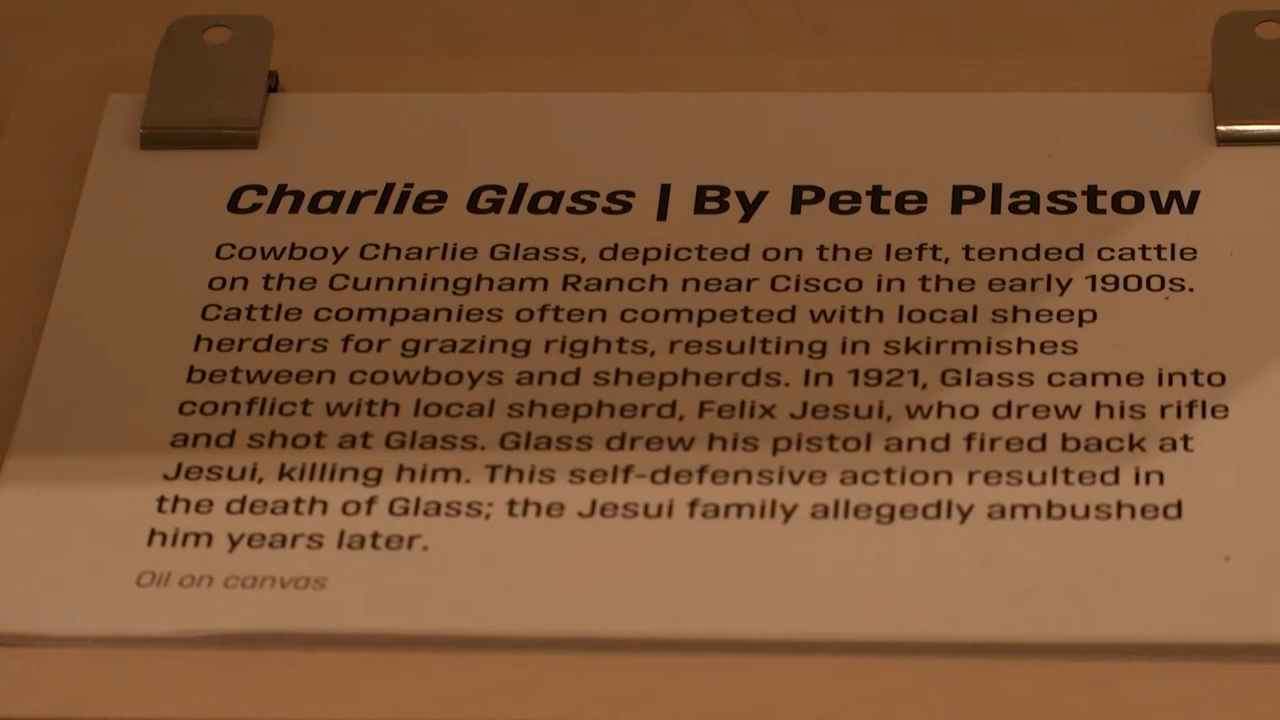 Charlie Glass | By Pete Plastow
Cowboy Charlie Glass, depicted on the left, tended cattle
on the Cunningham Ranch near Cisco in the early 1900s.
Cattle companies often competed with local sheep
herders for grazing rights, resulting in skirmishes
between cowboys and shepherds. In 1921, Glass came into
conflict with local shepherd, Felix Jesui, who drew his rifle
and shot at Glass. Glass drew his pistol and fired back at
Jesui, killing him. This self-defensive action resulted in
the death of Glass; the Jesui family allegedly ambushed
him years later.
Oil on canvas